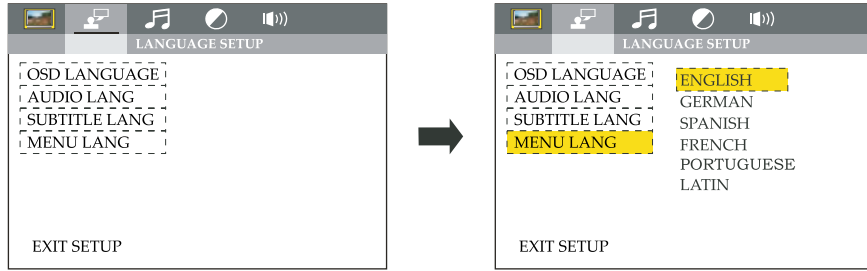 LANGUAGE SETUP
OSD LANGUAGE
AUDIO LANG
SUBTITLE LANG
MENU LANG
EXIT SETUP
LANGUAGE SETUP
OSD LANGUAGE
AUDIO LANG
SUBTITLE LANG
MENU LANG
ENGLISH
GERMAN
SPANISH
FRENCH
PORTUGUESE
LATIN
EXIT SETUP